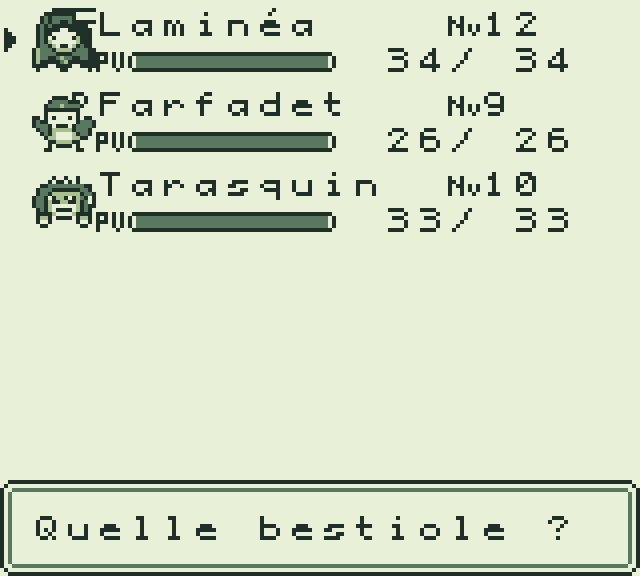 Laminéa Nv12
PV 34/ 34
Farfadet Nv9
PV 26/ 26
Tarasquin Nv10
PV 33/ 33
Quelle bestiole ?